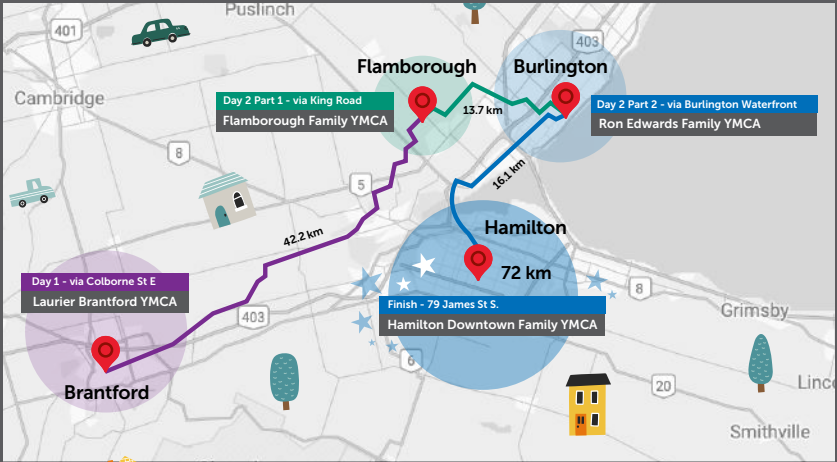 Puslinch
401
403
Flamborough
Burlington
Cambridge
Day 2 Part 1 - via King Road
Flamborough Family YMCA
13.7 km
Day 2 Part 2 - via Burlington Waterfront
Ron Edwards Family YMCA
8
5
16.1 km
42.2 km
Hamilton
72 km
Day 1 - via Colborne St E
Laurier Brantford YMCA
Finish - 79 James St S.
Hamilton Downtown Family YMCA
8
Grimsby
403
6
Brantford
20
Linco
Smithville